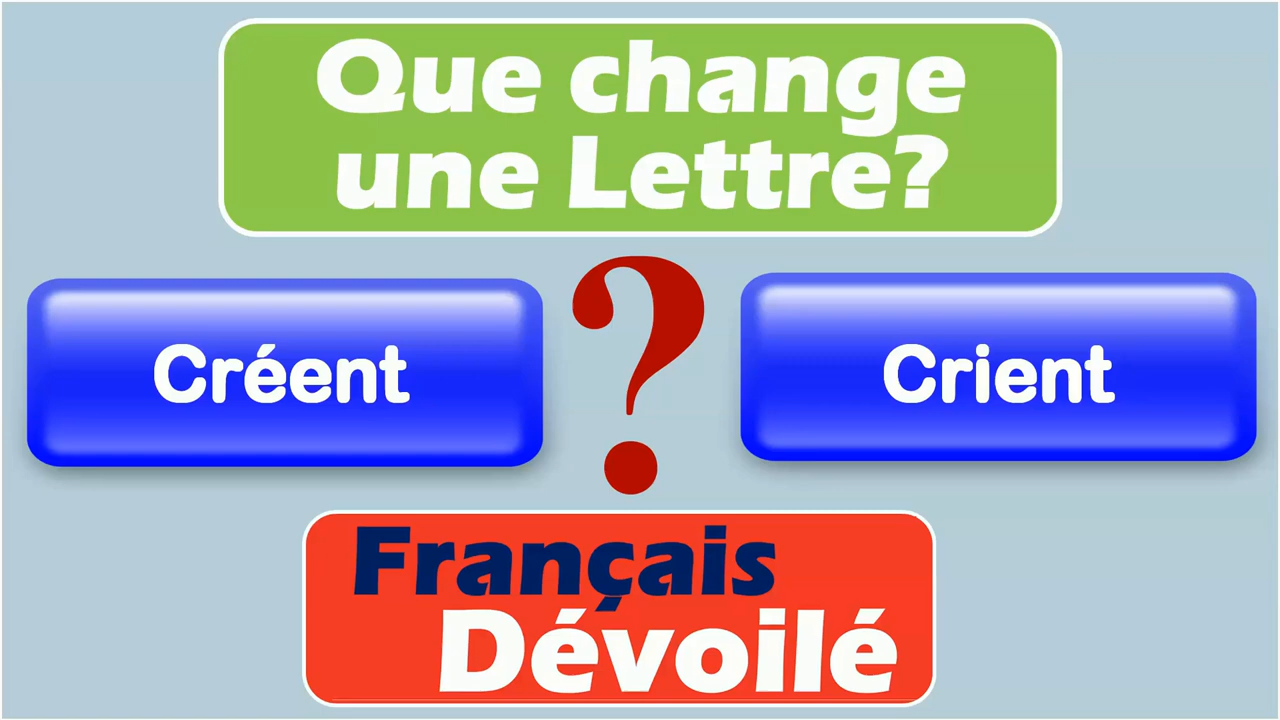 Que change
une Lettre?
Créent
?
Crient
Français
Dévoilé